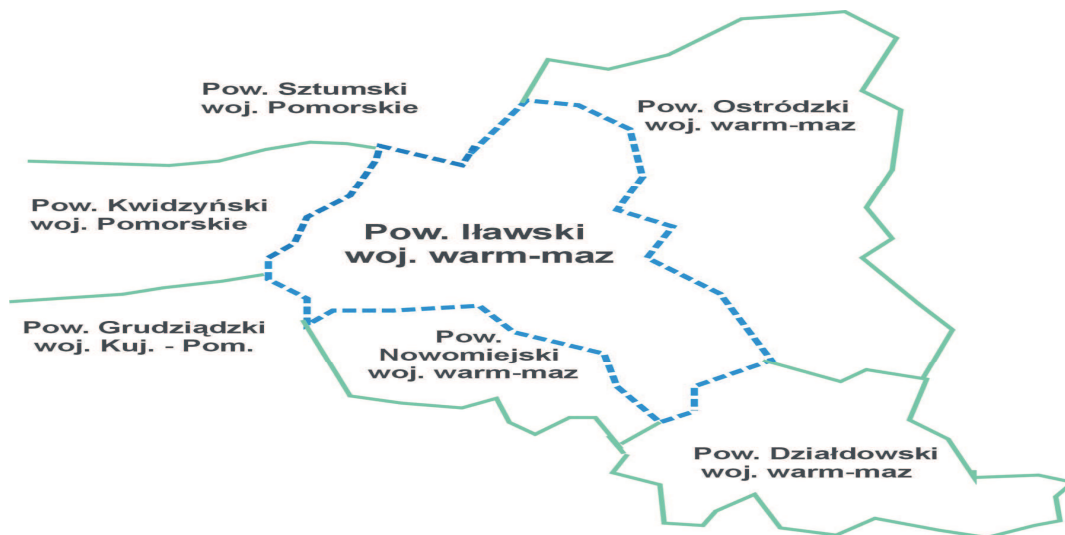 Pow. Sztumski
woj. Pomorskie
Pow. Ostródzki
woj. warm-maz
Pow. Kwidzyński
woj. Pomorskie
Pow. Iławski
woj. warm-maz
Pow. Grudziądzki
woj. Kuj. - Pom.
Pow.
Nowomiejski
woj. warm-maz
Pow. Działdowski
woj. warm-maz